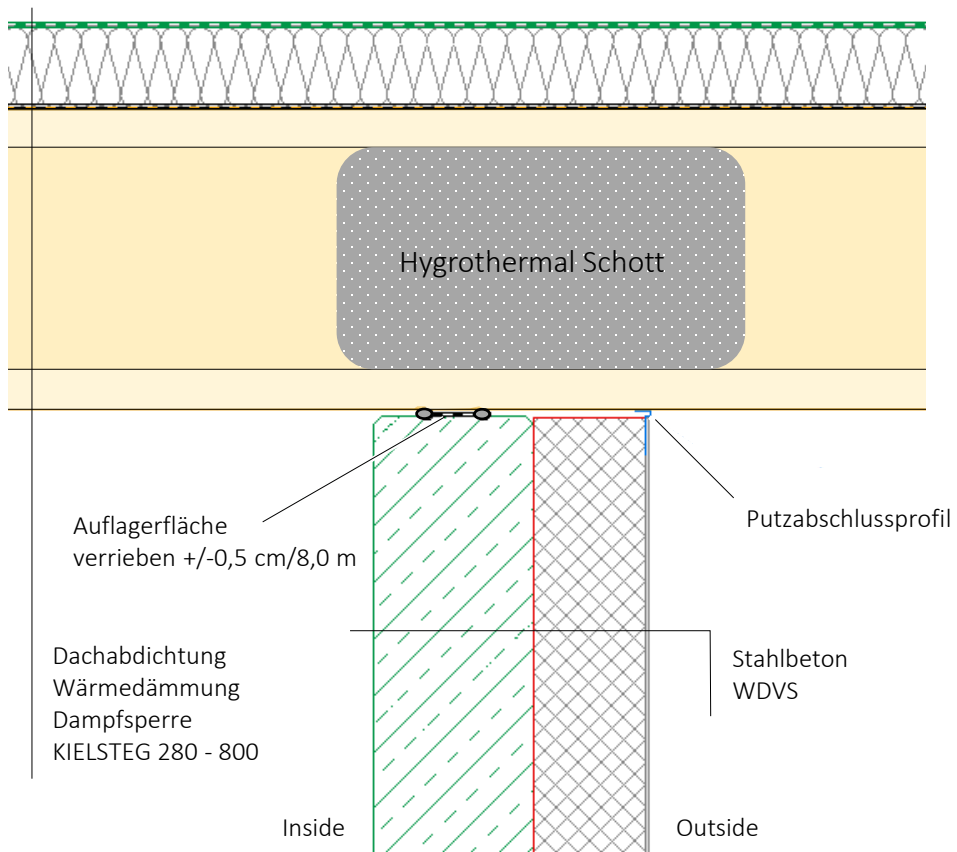 Hygrothermal Schott
Auflagerfläche
verrieben +/-0,5 cm/8,0 m
Putzabschlussprofil
Dachabdichtung
Wärmedämmung
Dampfsperre
KIELSTEG 280 - 800
Stahlbeton
WDVS
Inside
Outside